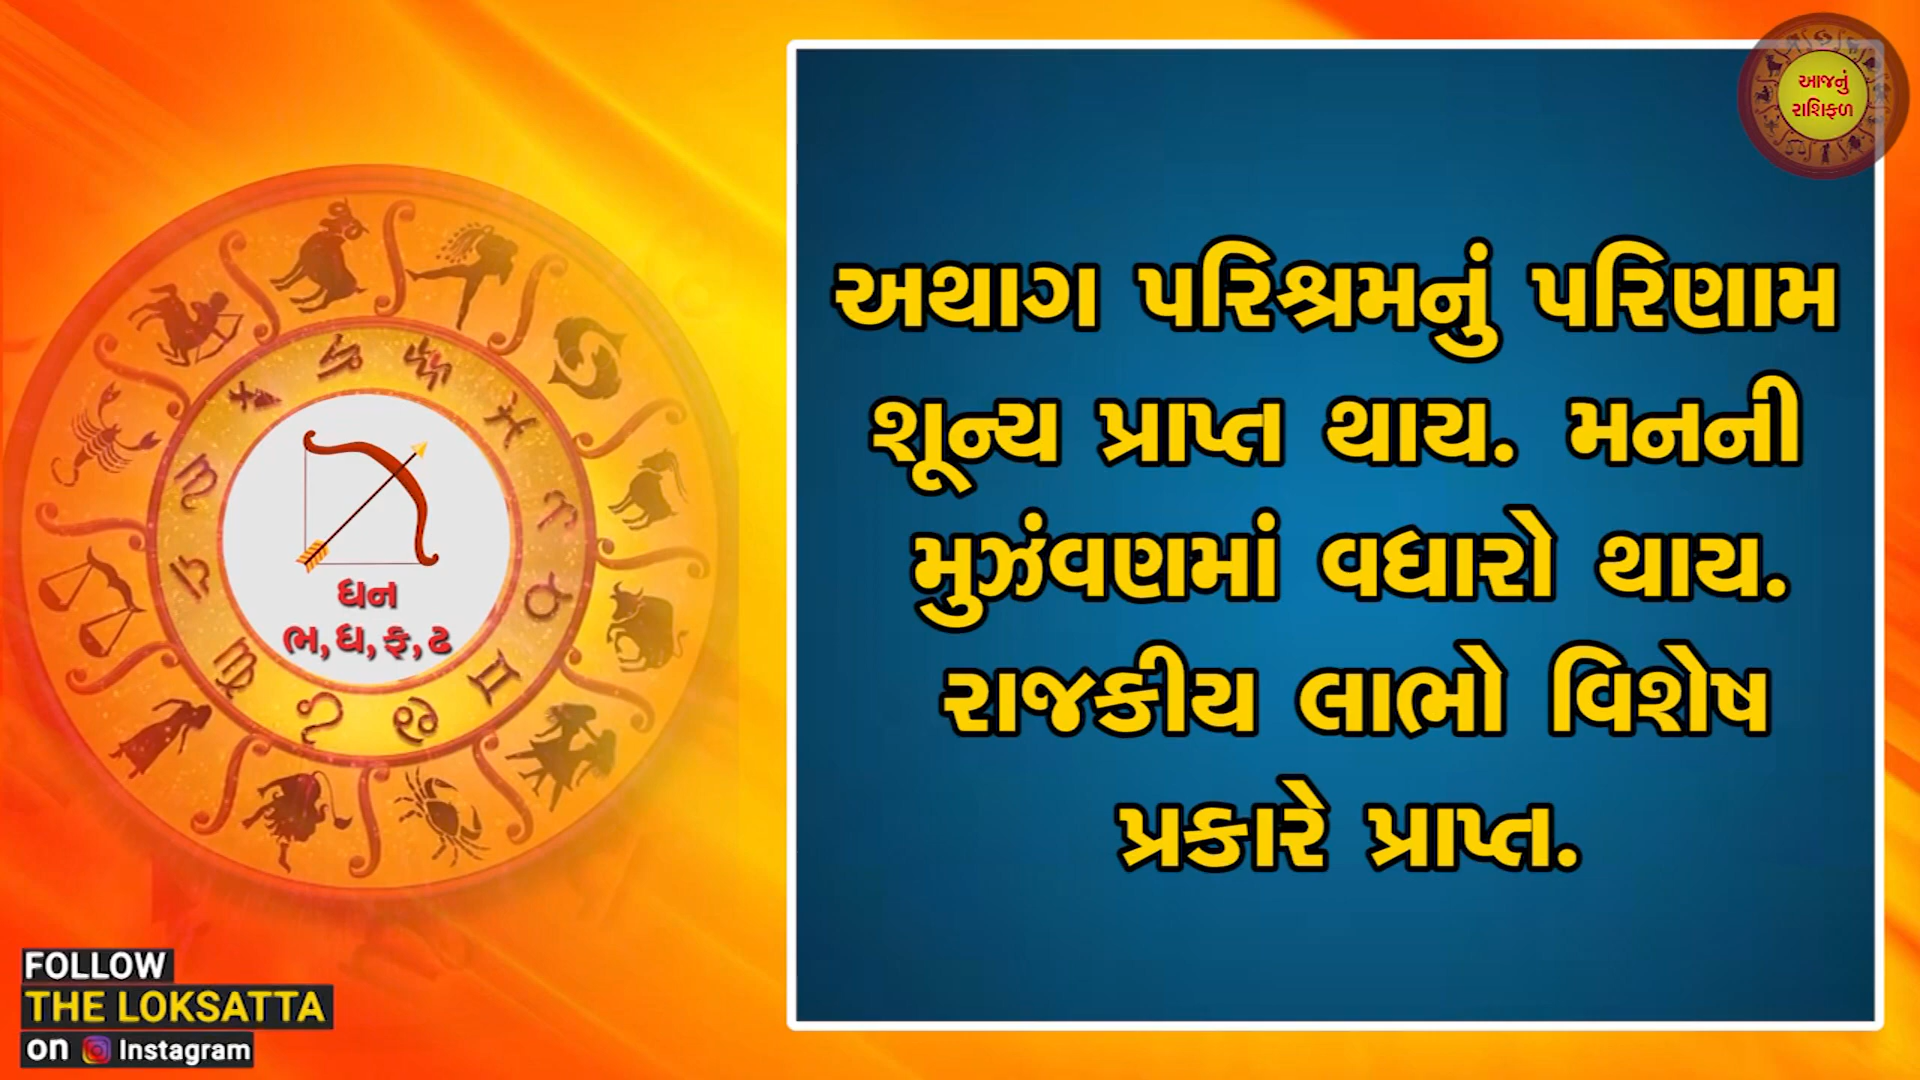 આજનું
રાશિફળ
અથાગ પરિશ્રમનું પરિણામ
શૂન્ય પ્રાપ્ત થાય. મનની
મુઝંવણમાં વધારો થાય.
રાજકીય લાભો વિશેષ
પ્રકારે પ્રાપ્ત.
ધન
ભ, ધ, ફ, ઢ
FOLLOW
THE LOKSATTA
on Instagram